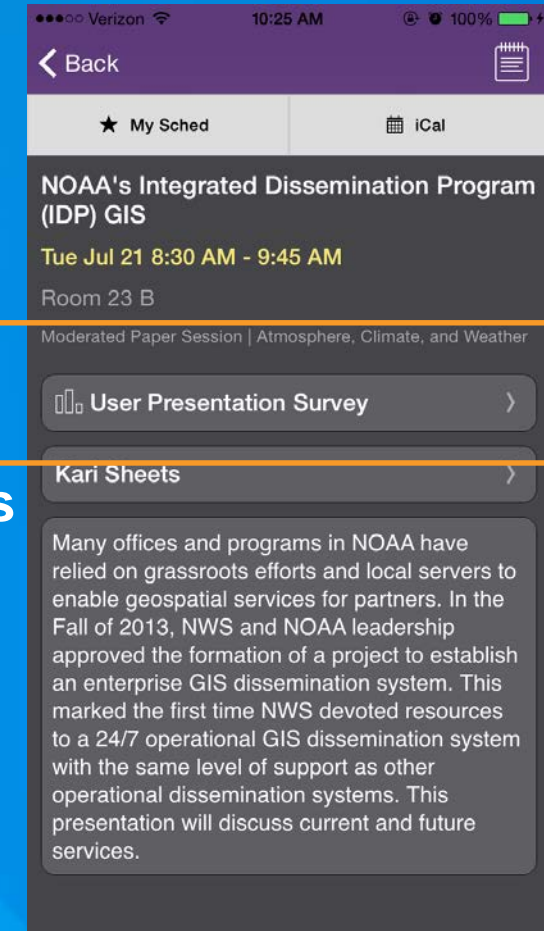 Verizon 10:25 AM 100%
Back
My Sched iCal
NOAA's Integrated Dissemination Program
(IDP) GIS
Tue Jul 21 8:30 AM - 9:45 AM
Room 23 B
Moderated Paper Session | Atmosphere, Climate, and Weather
User Presentation Survey
Kari Sheets
s
Many offices and programs in NOAA have
relied on grassroots efforts and local servers to
enable geospatial services for partners. In the
Fall of 2013, NWS and NOAA leadership
approved the formation of a project to establish
an enterprise GIS dissemination system. This
marked the first time NWS devoted resources
to a 24/7 operational GIS dissemination system
with the same level of support as other
operational dissemination systems. This
presentation will discuss current and future
services.